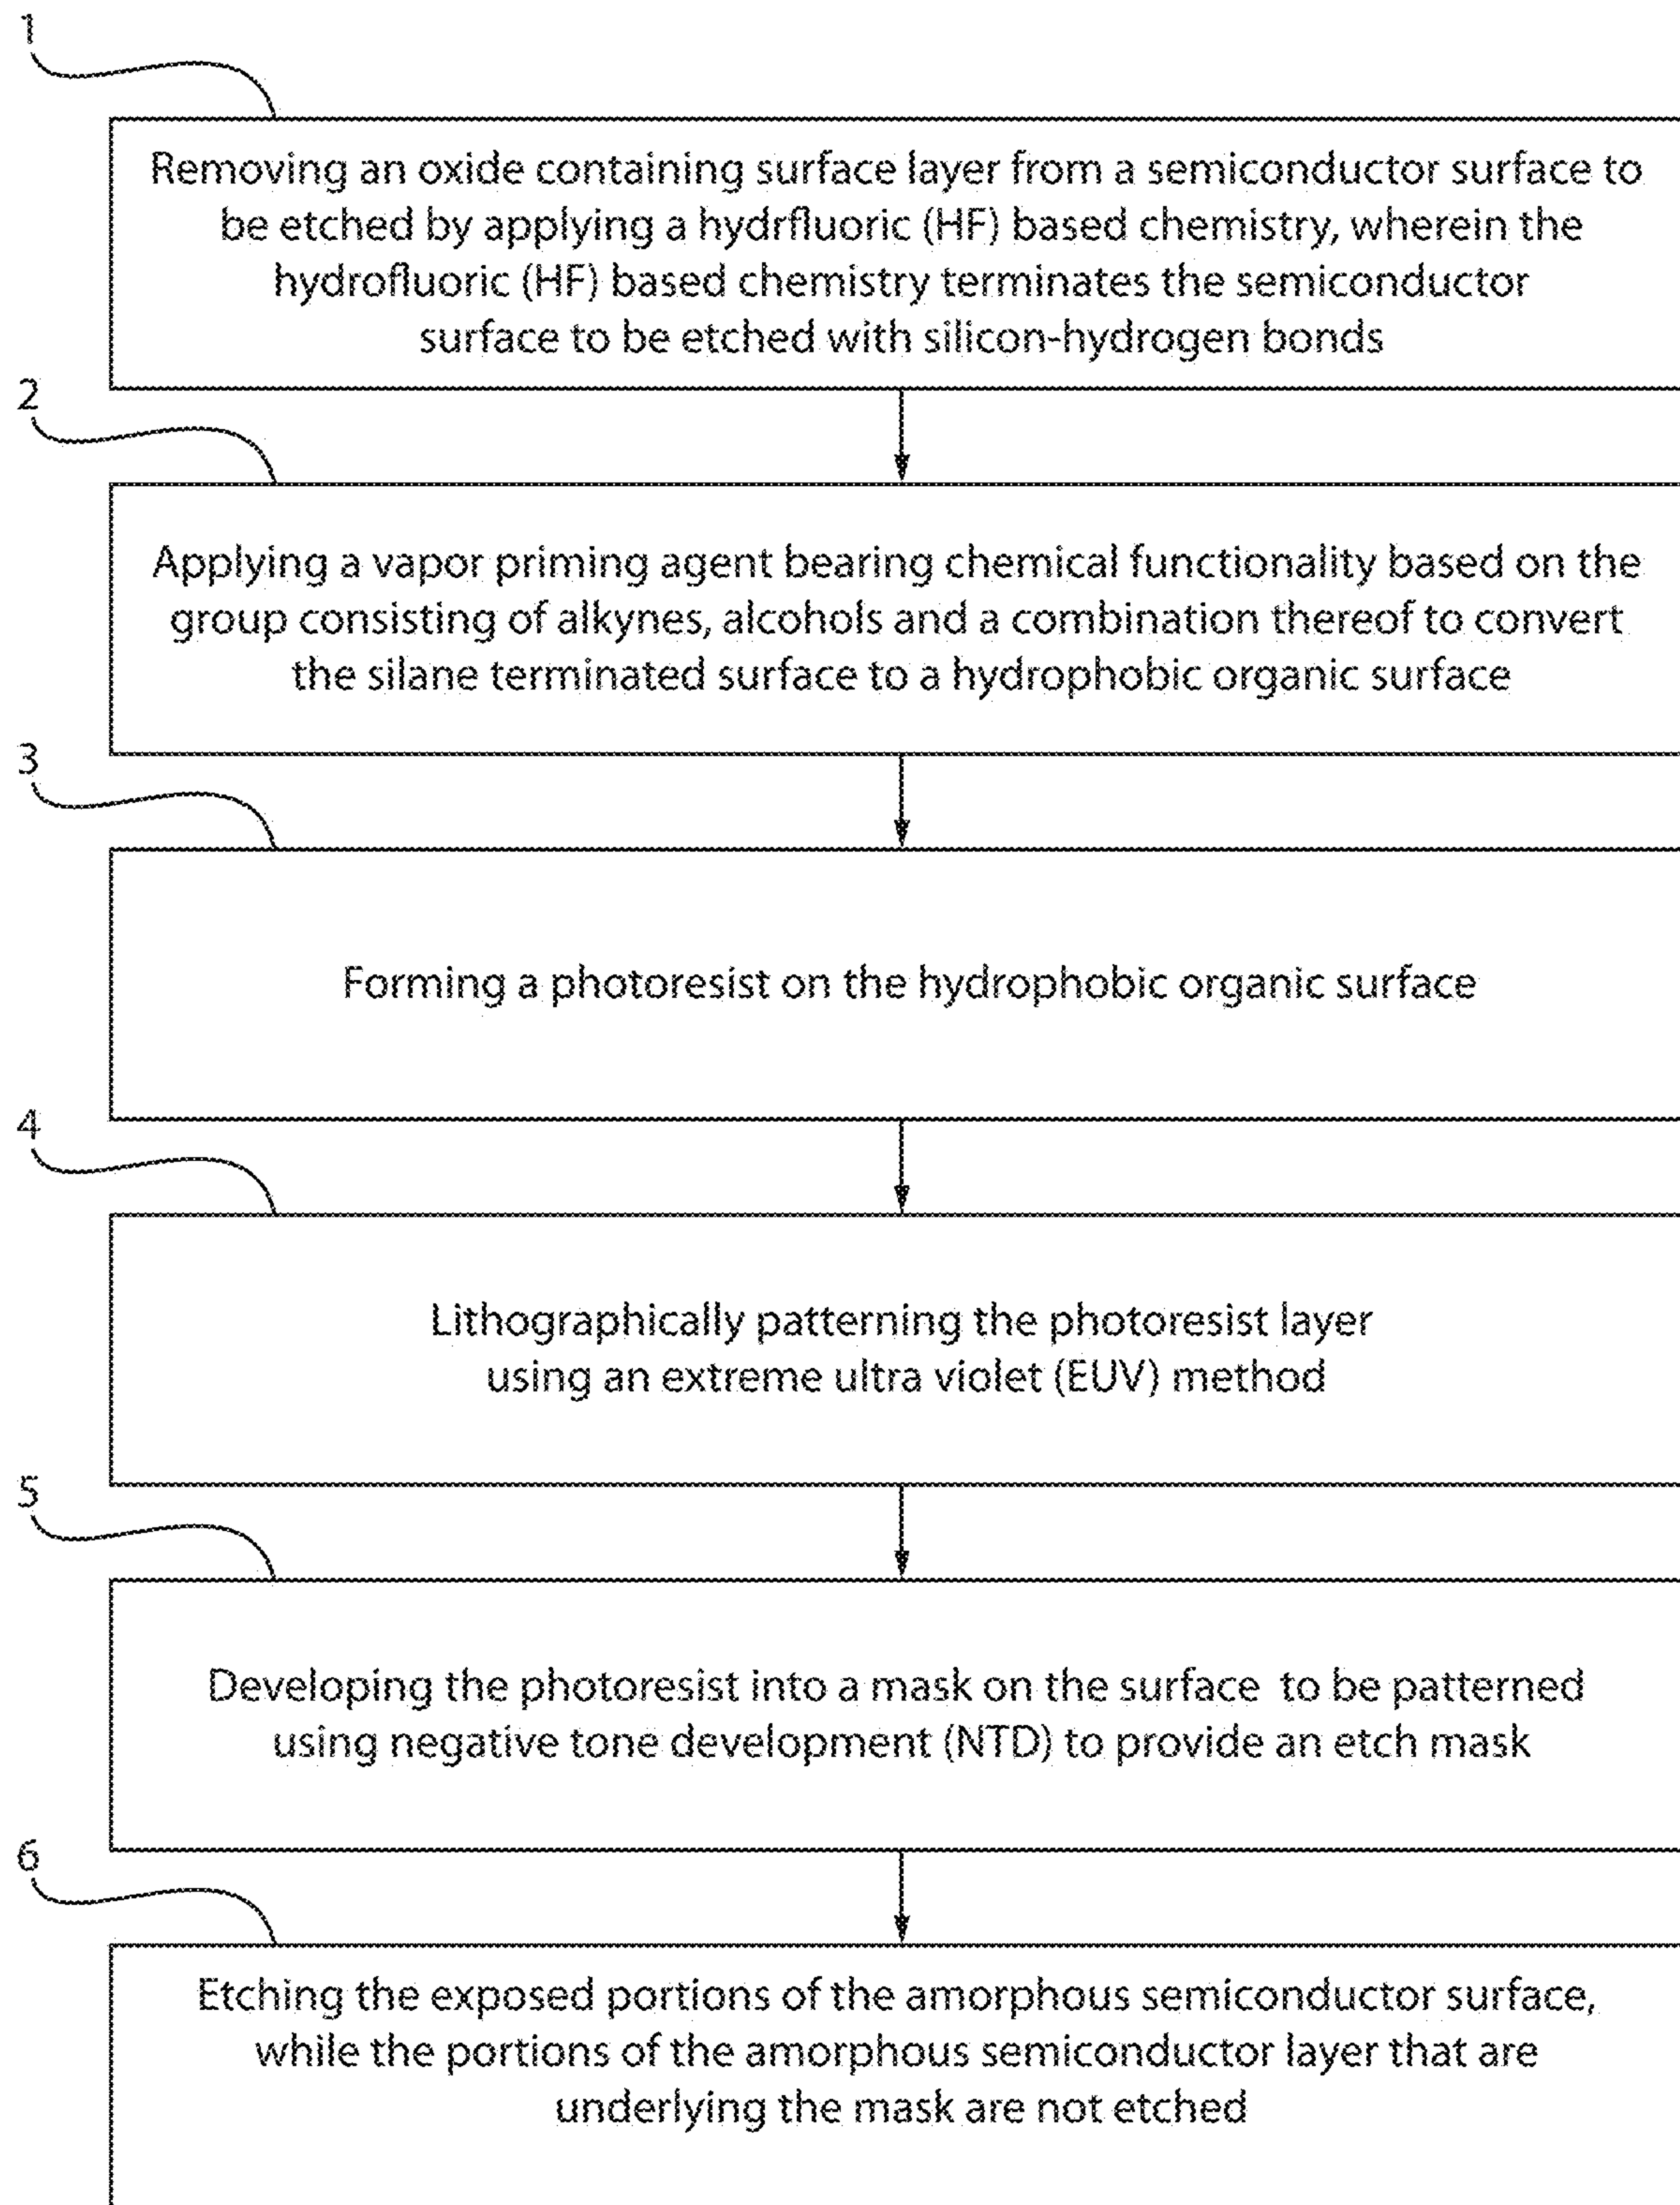 1
Removing an oxide containing surface layer from a semiconductor surface to
be etched by applying a hydrfluoric (HF) based chemistry, wherein the
hydrofluoric (HF) based chemistry terminates the semiconductor
surface to be etched with silicon-hydrogen bonds
2
Applying a vapor priming agent bearing chemical functionality based on the
group consisting of alkynes, alcohols and a combination thereof to convert
the silane terminated surface to a hydrophobic organic surface
3
Forming a photoresist on the hydrophobic organic surface
4
Lithographically patterning the photoresist layer
using an extreme ultra violet (EUV) method
5
Developing the photoresist into a mask on the surface to be patterned
using negative tone development (NTD) to provide an etch mask
6
Etching the exposed portions of the amorphous semiconductor surface,
while the portions of the amorphous semiconductor layer that are
underlying the mask are not etched